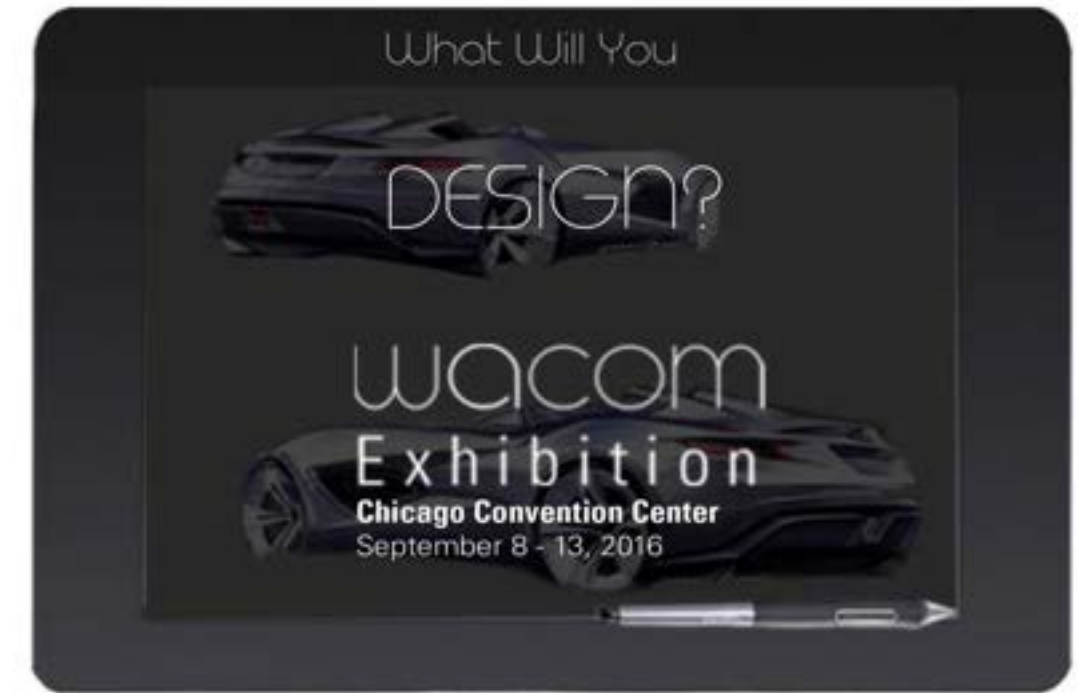 What Will You
DESIGN?
wacom
Exhibition
Chicago Convention Center
September 8 - 13, 2016